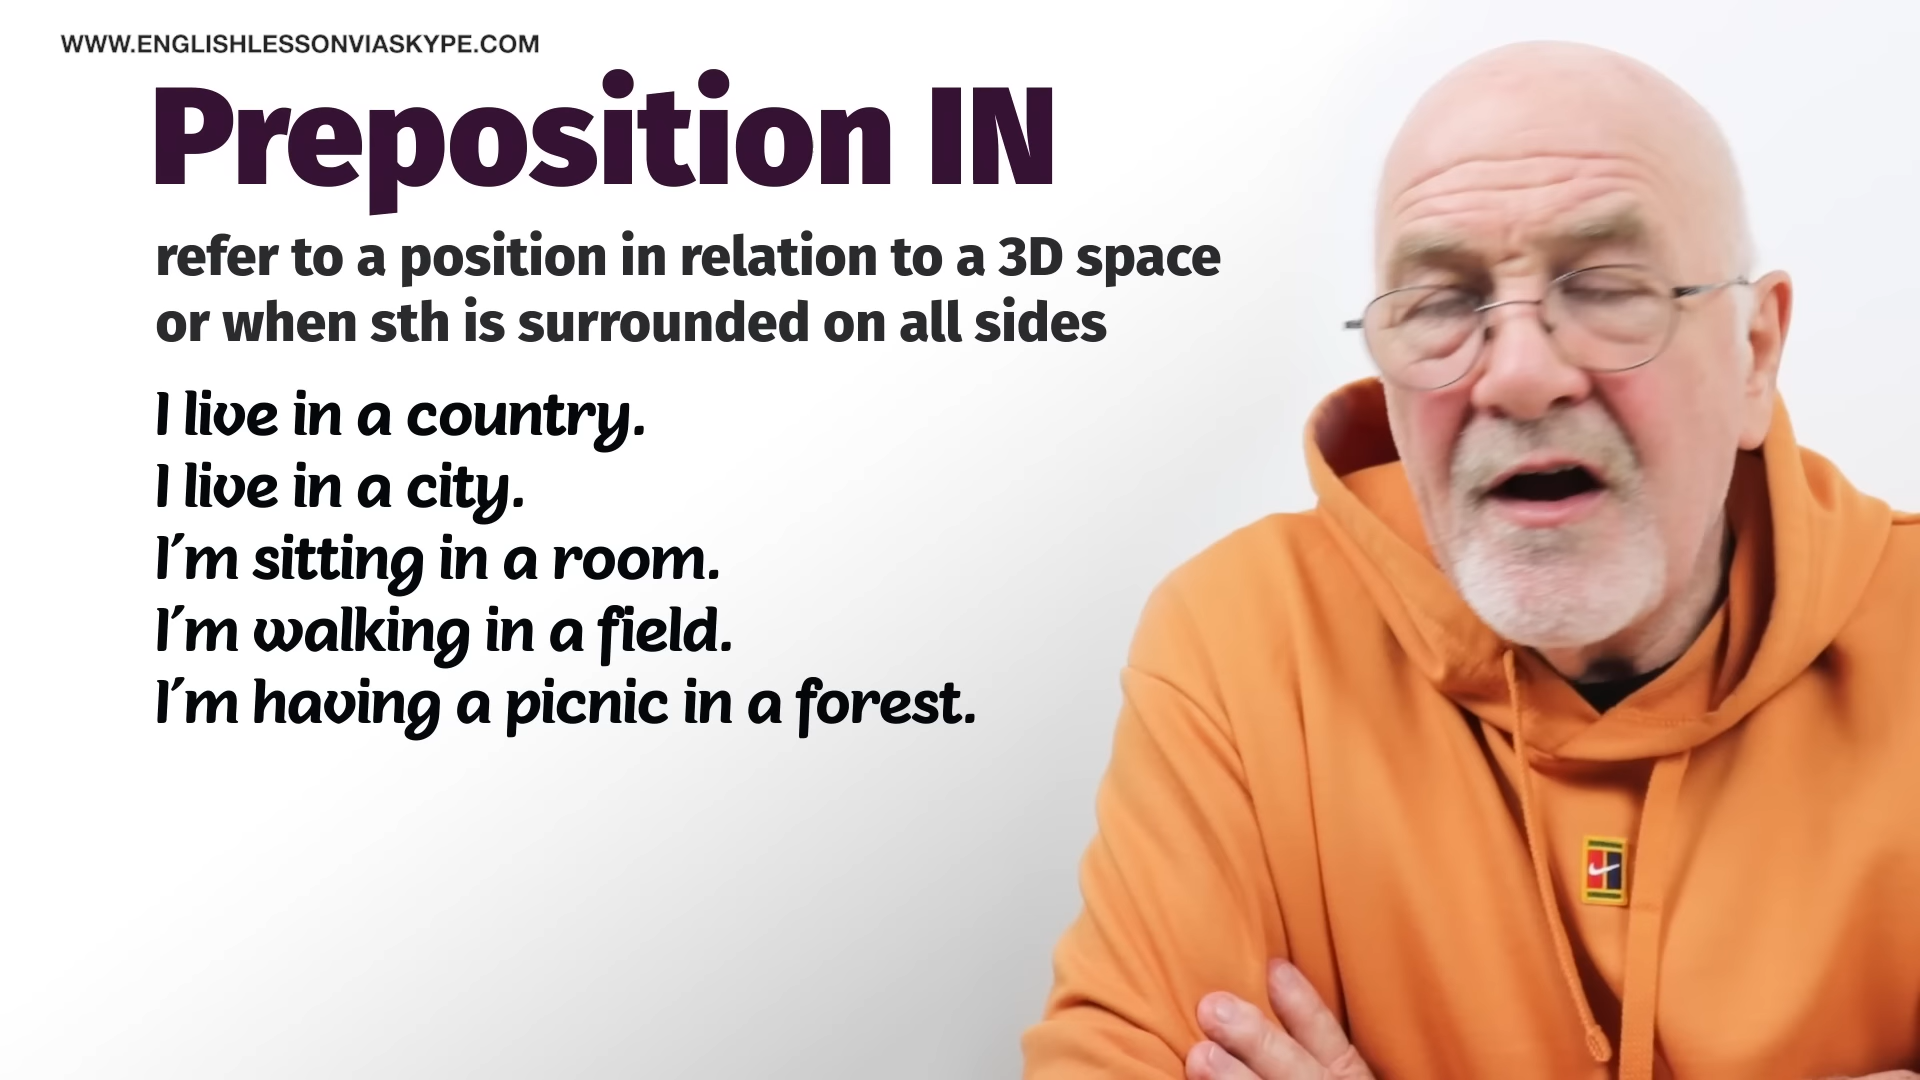 WWW.ENGLISHLESSONVIASKYPE.COM
Preposition IN
refer to a position in relation to a 3D space
or when sth is surrounded on all sides
I live in a country.
I live in a city.
I´m sitting in a room.
I´m walking in a field.
I´m having a picnic in a forest.